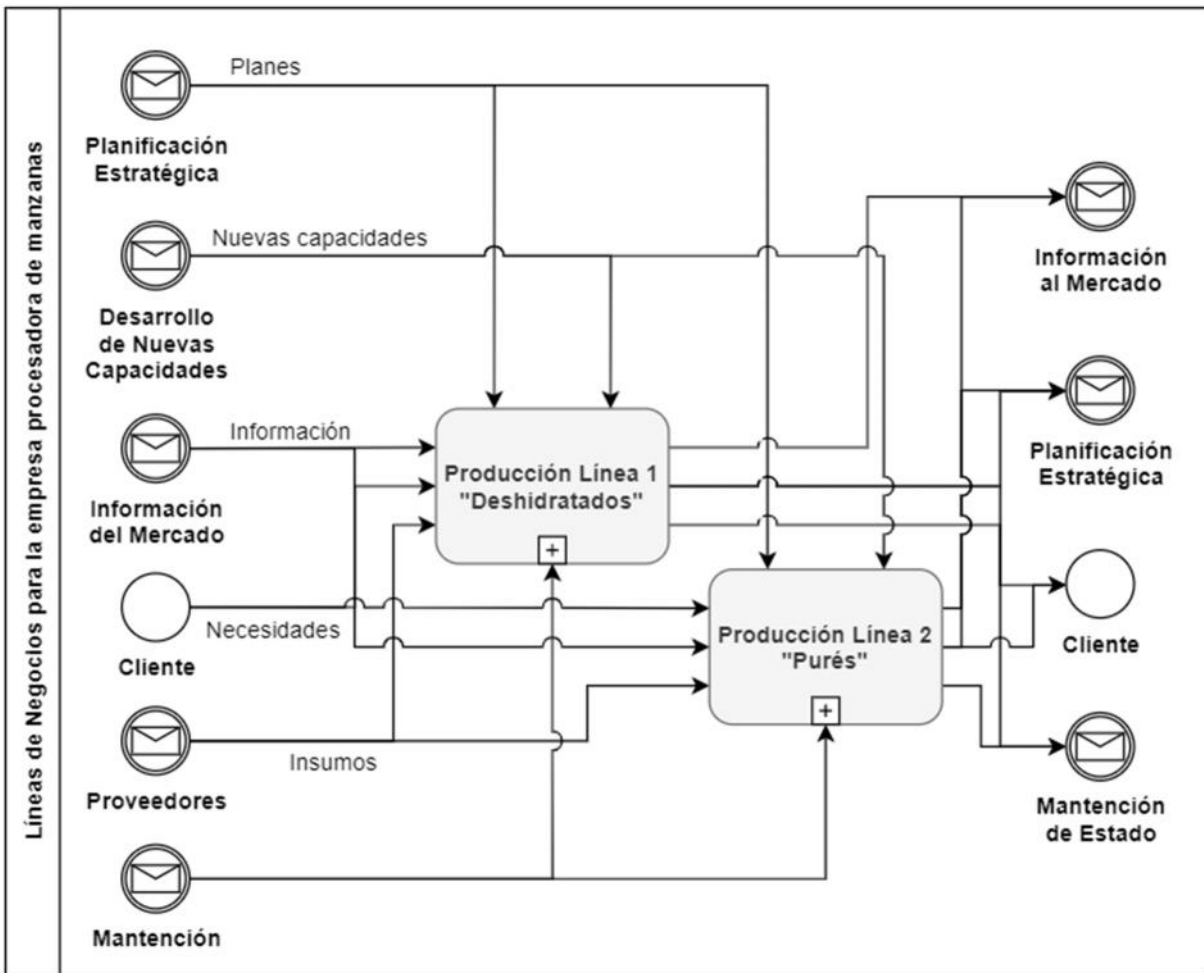 Líneas de Negocios para la empresa procesadora de manzanas
Planes
Planificación
Estratégica
Nuevas capacidades
Desarrollo
de Nuevas
Capacidades
Información
Información
del Mercado
Necesidades
Cliente
Insumos
Proveedores
Mantención
Producción Línea 1
"Deshidratados"
Producción Línea 2
"Purés"
Información
al Mercado
Planificación
Estratégica
Cliente
Mantención
de Estado